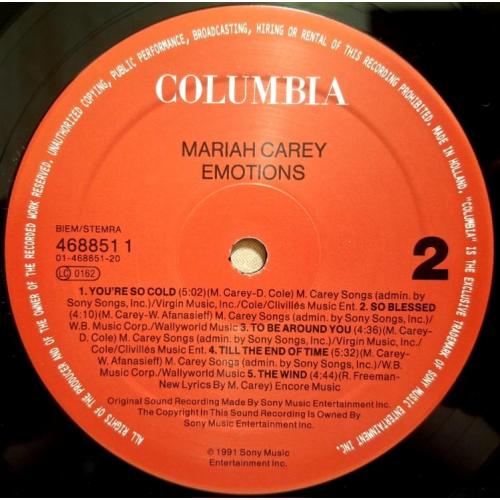 UNAUTHORIZED COPYING, PUBLIC PERFORMANCE, BROADCASTING, HIRING OR RENTAL OF THIS RECORDING PROHIBITED. MADE IN HOLLAND. "COLUMBIA" IS THE EXCLUSIVE TRADEMARK OF SONY MUSIC ENTERTAINMENT INC.
COLUMBIA
MARIAH CAREY
EMOTIONS
BIEM/STEMRA
468851 1
01-468851-20
LC 0162
2
1. YOU'RE SO COLD (5:02)(M. Carey-D. Cole) M. Carey Songs (admin. by
Sony Songs, Inc.)/Virgin Music, Inc./Cole/Civillés Music Ent. 2. SO BLESSED
(4:10)(M. Carey-W. Afanasieff) M. Carey Songs (admin. by Sony Songs, Inc.)/
W.B. Music Corp./Wallyworld Music 3. TO BE AROUND YOU (4:36)(M. Carey-
D. Cole) M. Carey Songs (admin. by Sony Songs, Inc.)/Virgin Music, Inc./
Cole/Clivillés Music Ent. 4. TILL THE END OF TIME (5:32)(M. Carey-
W. Afanasieff) M. Carey Songs (admin. by Sony Songs, Inc.)/W.B.
Music Corp./Wallyworld Music 5. THE WIND (4:44)(R. Freeman-
New Lyrics By M. Carey) Encore Music
Original Sound Recording Made By Sony Music Entertainment Inc.
The Copyright In This Sound Recording Is Owned By
Sony Music Entertainment Inc.
℗ 1991 Sony Music
Entertainment Inc.
ALL RIGHTS OF THE PRODUCER AND OF THE OWNER OF THE RECORDED WORK RESERVED.